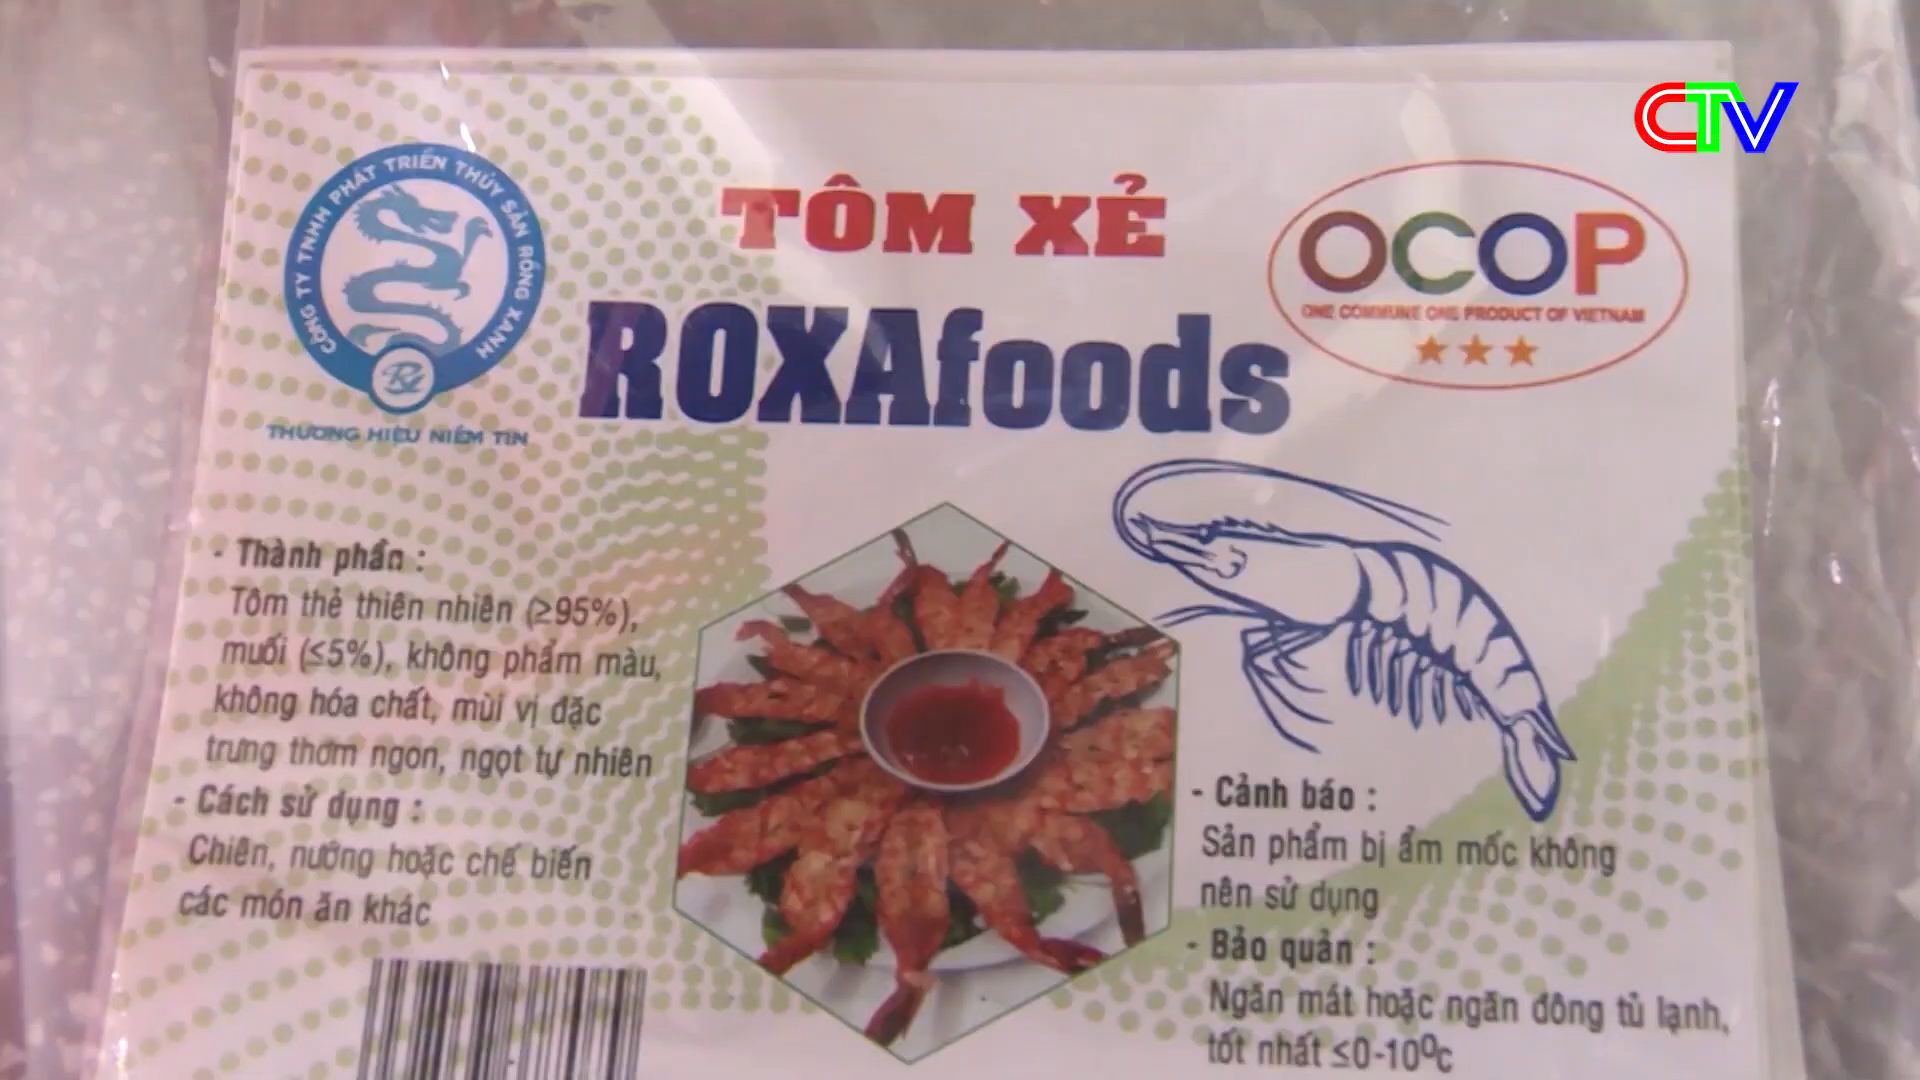 CTV
CÔNG TY TNHH PHÁT TRIỂN THỦY SẢN RỒNG XANH
THƯƠNG HIỆU NIỀM TIN
TÔM XẺ
ROXAfoods
OCOP
ONE COMMUNE ONE PRODUCT OF VIETNAM
- Thành phần :
Tôm thẻ thiên nhiên (≥95%),
muối (≤5%), không phẩm màu,
không hóa chất, mùi vị đặc
trưng thơm ngon, ngọt tự nhiên
- Cách sử dụng :
Chiên, nướng hoặc chế biến
các món ăn khác
- Cảnh báo :
Sản phẩm bị ẩm mốc không
nên sử dụng
- Bảo quản :
Ngăn mát hoặc ngăn đông tủ lạnh,
tốt nhất ≤0-10⁰c